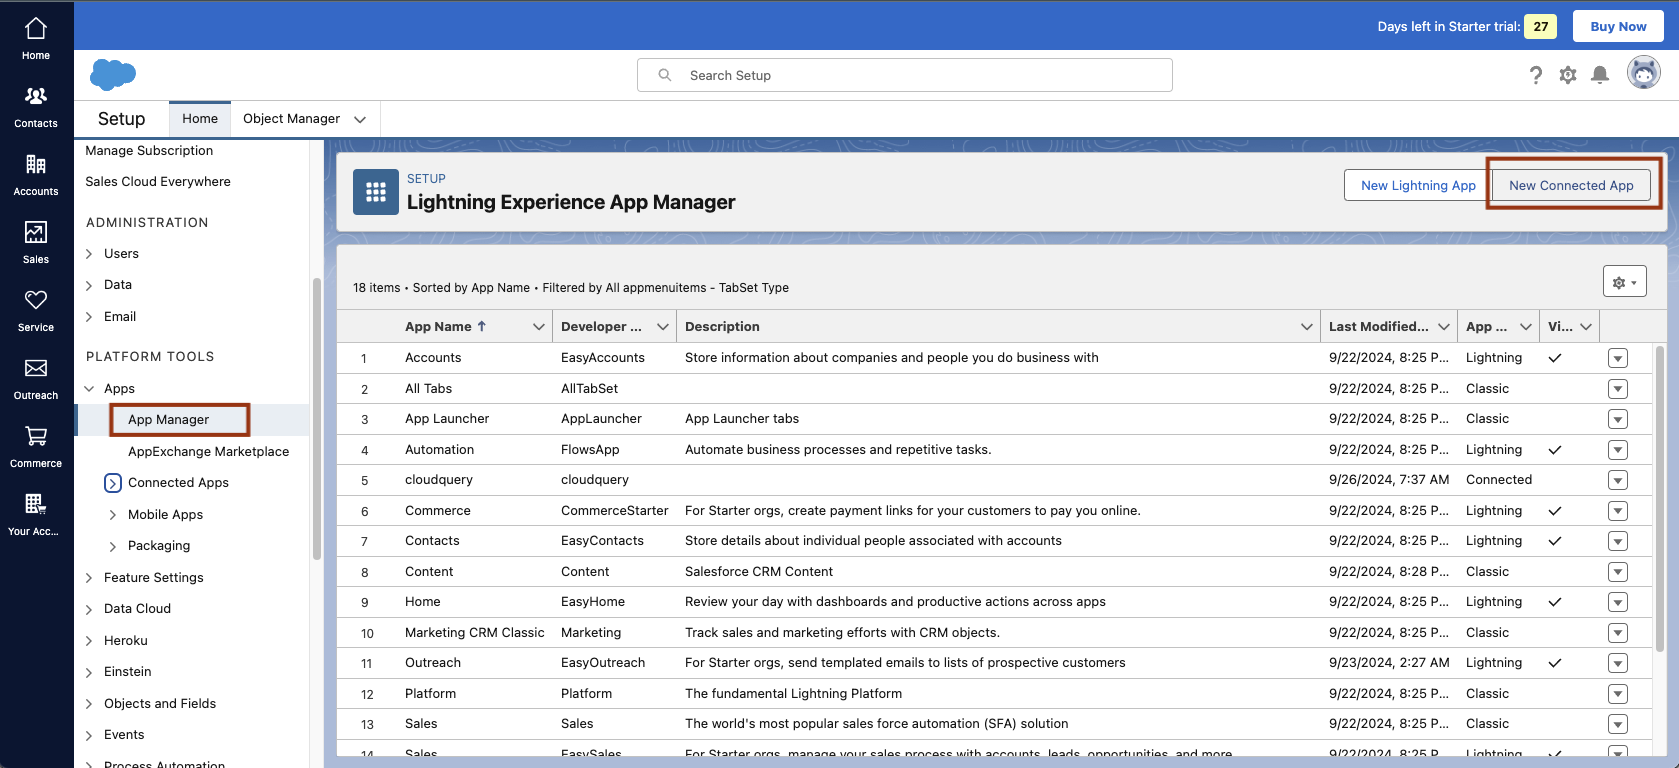 Days left in Starter trial: 27 Buy Now
Home
Contacts
Accounts
Sales
Service
Outreach
Commerce
Your Acc...
Search Setup
Setup Home Object Manager
Manage Subscription
Sales Cloud Everywhere
ADMINISTRATION
Users
Data
Email
PLATFORM TOOLS
Apps
App Manager
AppExchange Marketplace
Connected Apps
Mobile Apps
Packaging
Feature Settings
Data Cloud
Heroku
Einstein
Objects and Fields
Events
Process Automation
SETUP
Lightning Experience App Manager
New Lightning App New Connected App
18 items • Sorted by App Name • Filtered by All appmenuitems - TabSet Type
App Name ↑ Developer ... Description Last Modified... App ... Vi...
1 Accounts EasyAccounts Store information about companies and people you do business with 9/22/2024, 8:25 P... Lightning ✓
2 All Tabs AllTabSet 9/22/2024, 8:25 P... Classic
3 App Launcher AppLauncher App Launcher tabs 9/22/2024, 8:25 P... Classic
4 Automation FlowsApp Automate business processes and repetitive tasks. 9/22/2024, 8:25 P... Lightning ✓
5 cloudquery cloudquery 9/26/2024, 7:37 AM Connected
6 Commerce CommerceStarter For Starter orgs, create payment links for your customers to pay you online. 9/22/2024, 8:25 P... Lightning ✓
7 Contacts EasyContacts Store details about individual people associated with accounts 9/22/2024, 8:25 P... Lightning ✓
8 Content Content Salesforce CRM Content 9/22/2024, 8:28 P... Classic
9 Home EasyHome Review your day with dashboards and productive actions across apps 9/22/2024, 8:25 P... Lightning ✓
10 Marketing CRM Classic Marketing Track sales and marketing efforts with CRM objects. 9/22/2024, 8:25 P... Classic
11 Outreach EasyOutreach For Starter orgs, send templated emails to lists of prospective customers 9/23/2024, 2:27 AM Lightning ✓
12 Platform Platform The fundamental Lightning Platform 9/22/2024, 8:25 P... Classic
13 Sales Sales The world's most popular sales force automation (SFA) solution 9/22/2024, 8:25 P... Classic
14 Sales EasySales For Starter orgs, manage your sales process with accounts, leads, opportunities, and more 9/22/2024, 8:25 P... Lightning ✓